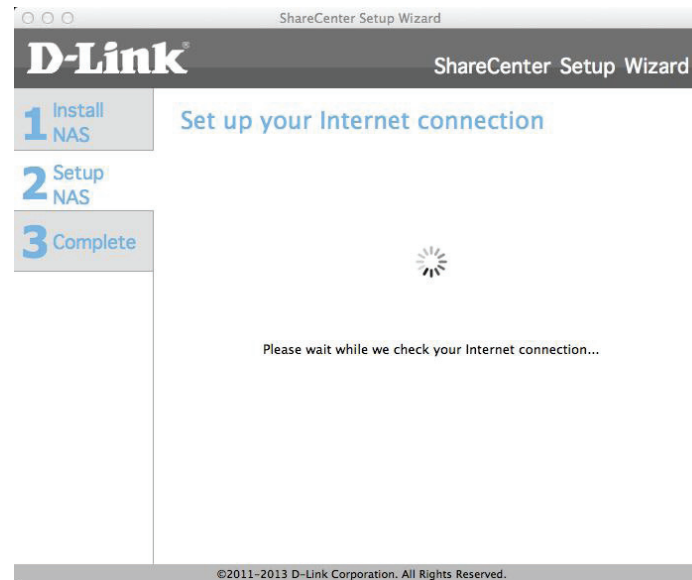 ShareCenter Setup Wizard
D-Link®
ShareCenter Setup Wizard
1 Install
NAS
2 Setup
NAS
3 Complete
Set up your Internet connection
Please wait while we check your Internet connection...
©2011-2013 D-Link Corporation. All Rights Reserved.